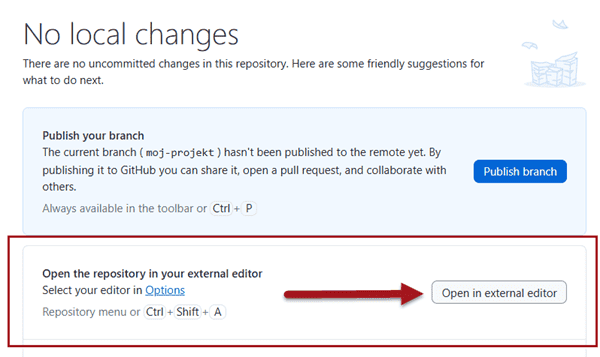 No local changes
There are no uncommitted changes in this repository. Here are some friendly suggestions for
what to do next.
Publish your branch
The current branch ( moj-projekt ) hasn't been published to the remote yet. By
publishing it to GitHub you can share it, open a pull request, and collaborate with
others.
Always available in the toolbar or Ctrl + P
Publish branch
Open the repository in your external editor
Select your editor in Options
Repository menu or Ctrl + Shift + A
Open in external editor